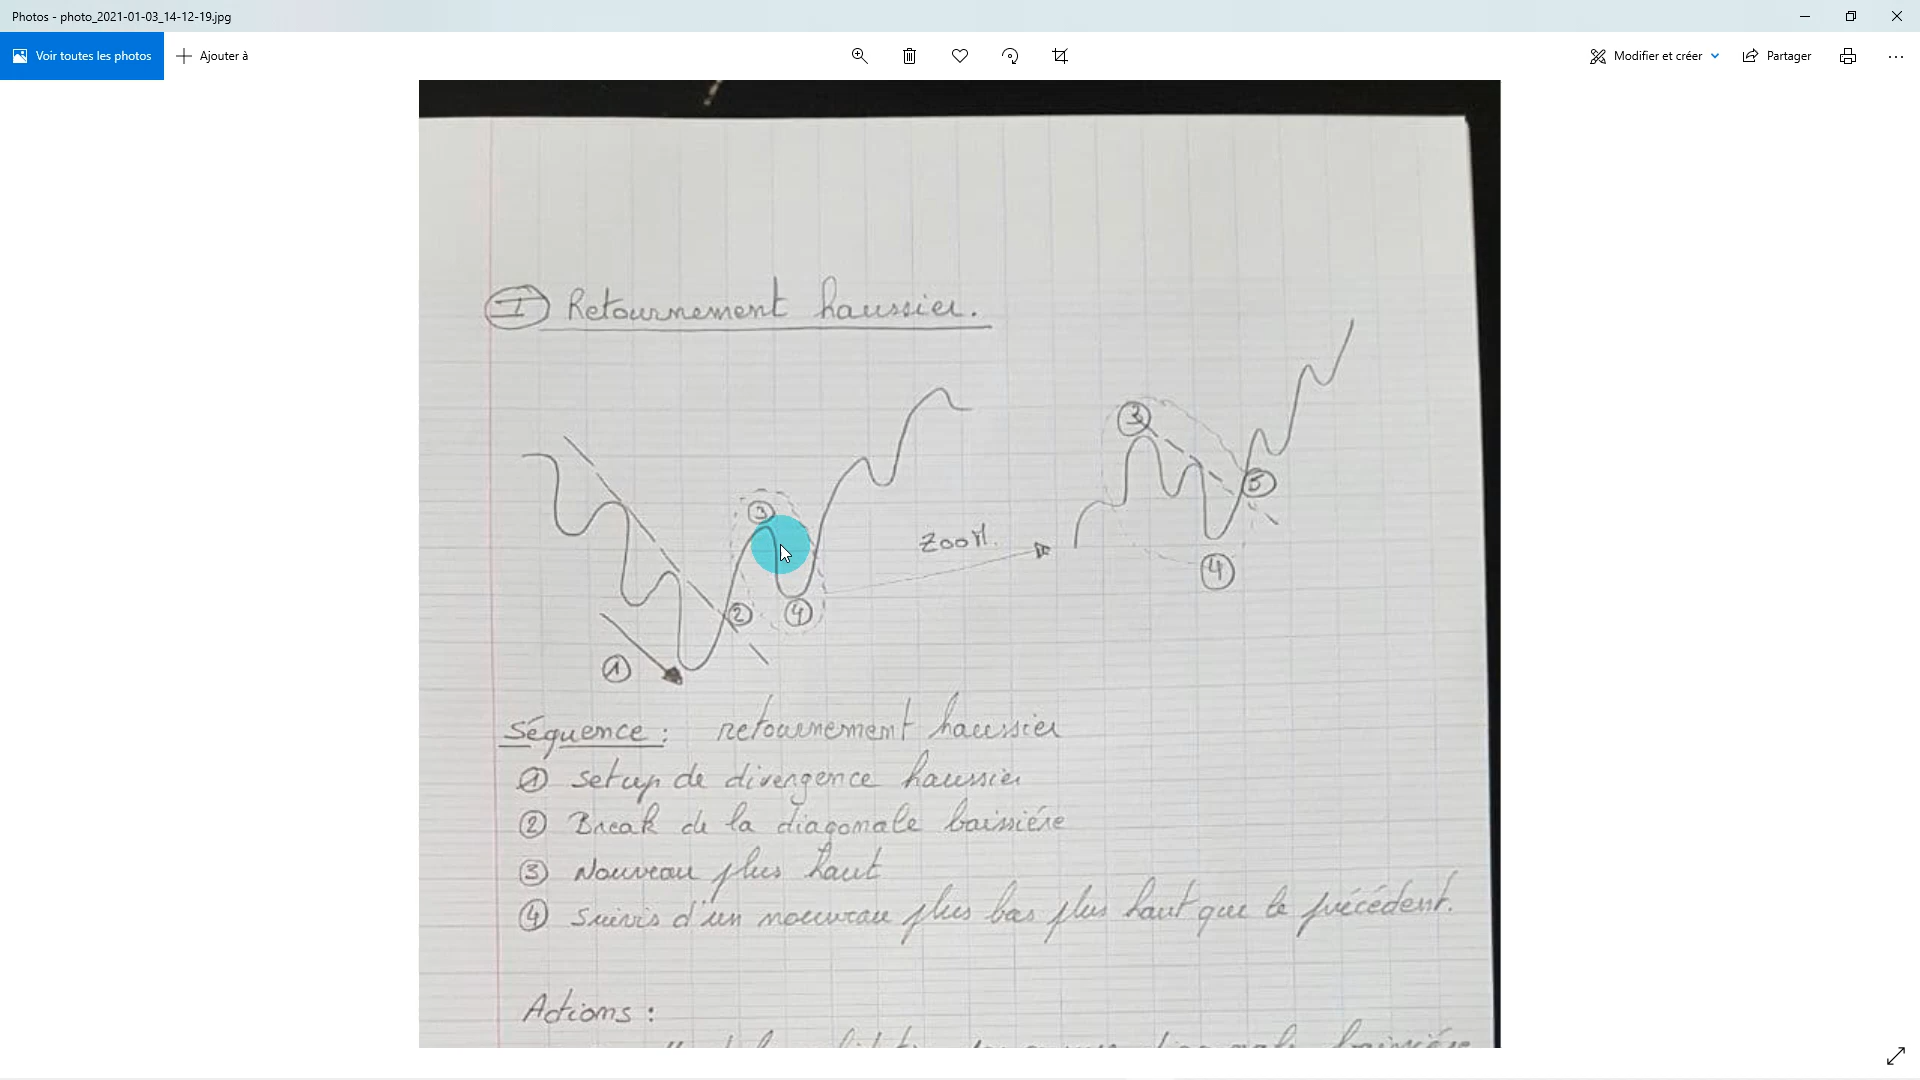 Photos - photo_2021-01-03_14-12-19.jpg
Voir toutes les photos
Ajouter à
Modifier et créer
Partager
I Retournement haussier.
3
3
5
zoom.
4
2
4
1
Séquence : retournement haussier
1 setup de divergence haussier
2 Break de la diagonale baissiére
3 Nouveau plus haut
4 Suivis d'un nouveau plus bas plus haut que le précédent.
Actions :